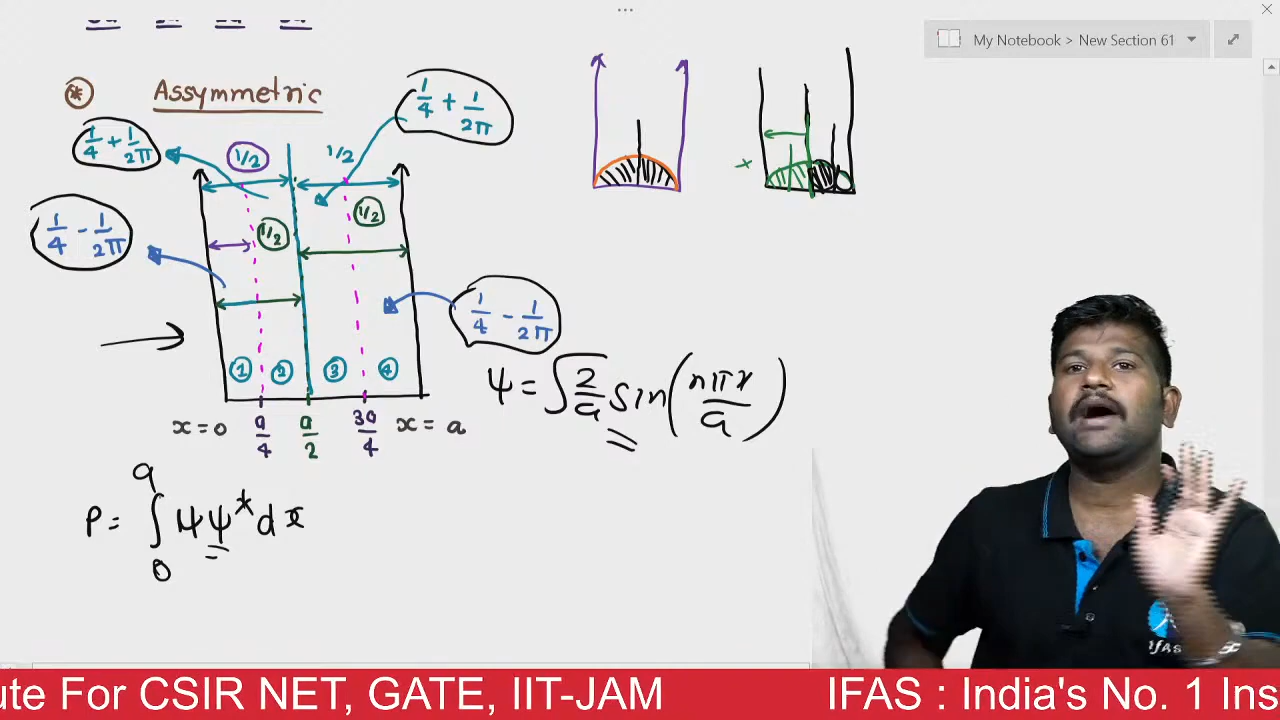 My Notebook > New Section 61
* Assymmetric
1/4 + 1/2π
1/4 + 1/2π
1/2
1/2
1/4 - 1/2π
1/2
1/2
1/4 - 1/2π
1 2 3 4
x=0 a/4 a/2 3a/4 x=a
ψ = √2/a Sin(nπx/a)
P = ∫0a ψψ*dx
IFAS
ute For CSIR NET, GATE, IIT-JAM IFAS : India's No. 1 Ins